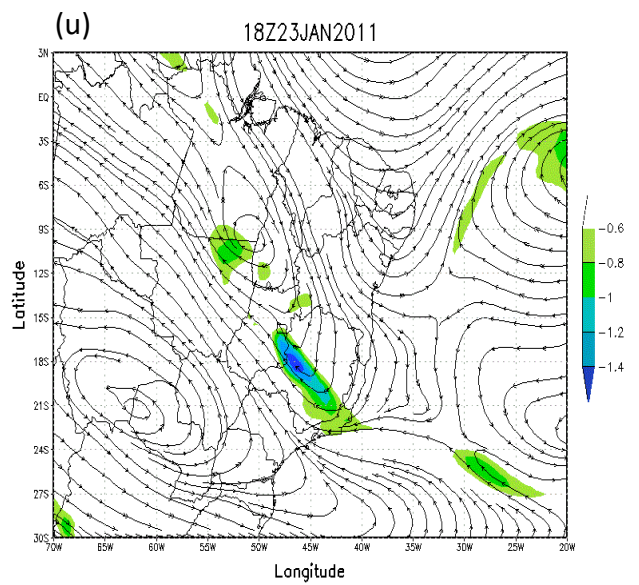 (u)
18Z23JAN2011
3N
EQ
3S
6S
9S
12S
15S
18S
21S
24S
27S
30S
Latitude
70W 65W 60W 55W 50W 45W 40W 35W 30W 25W 20W
Longitude
-0.6
-0.8
-1
-1.2
-1.4